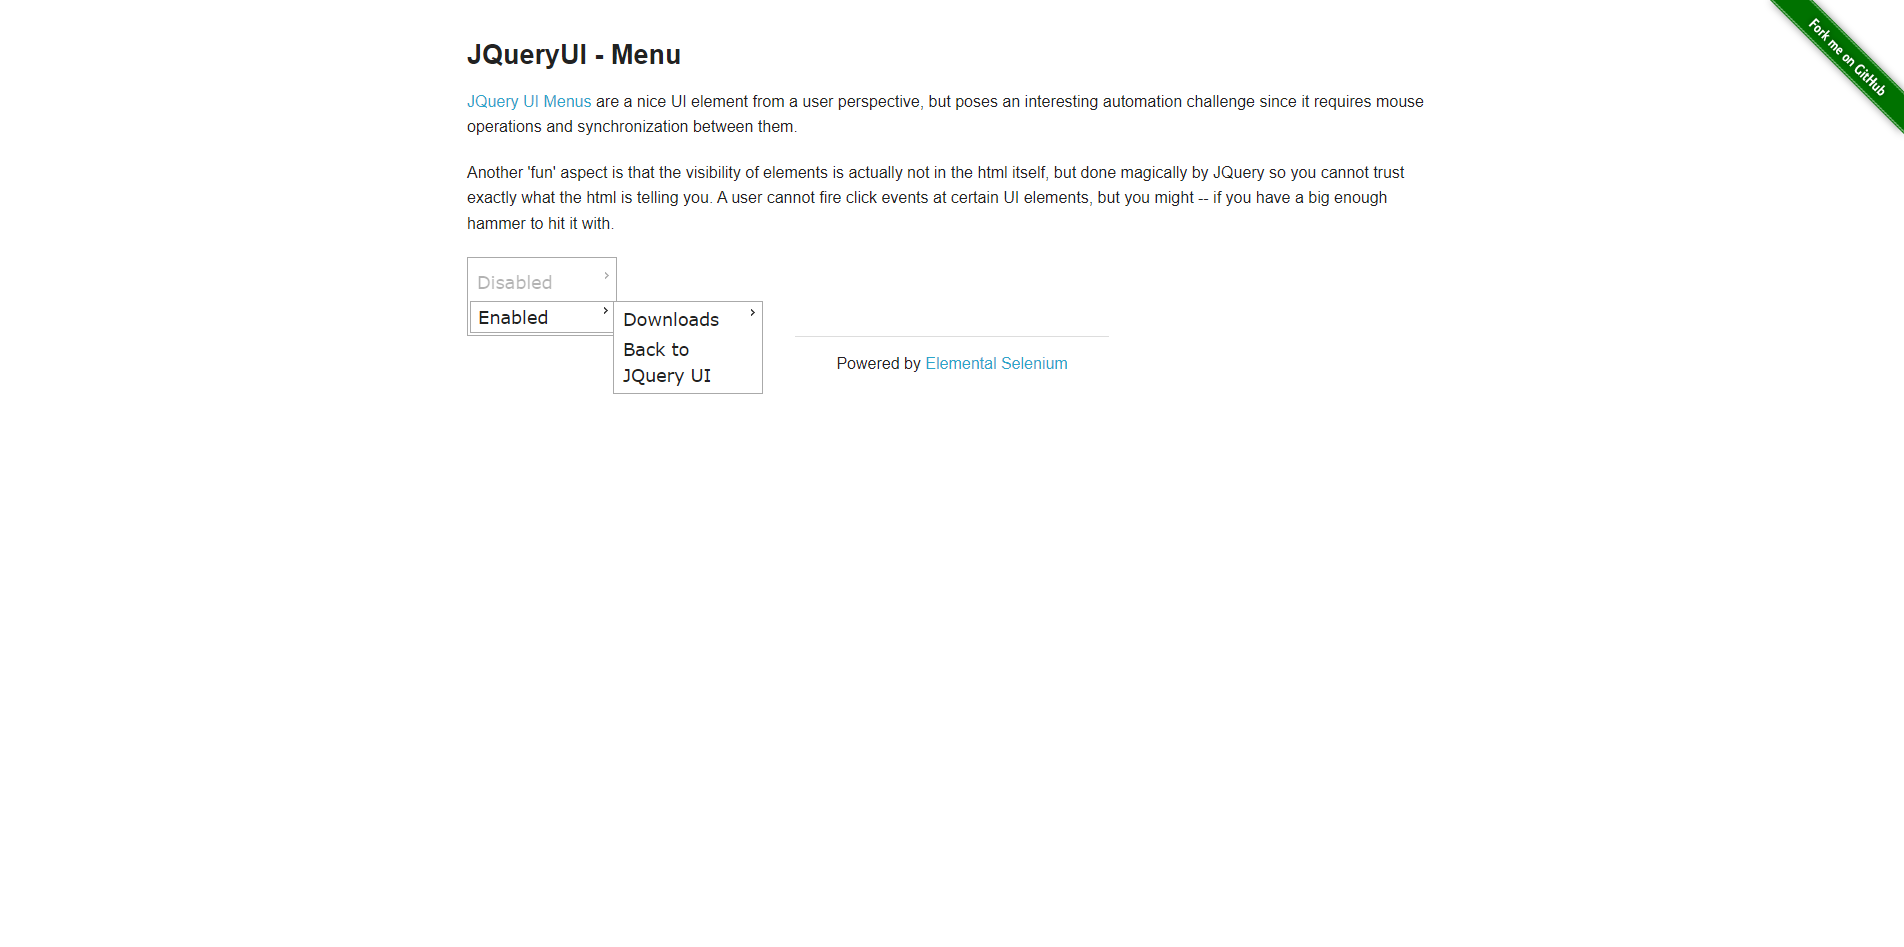 Fork me on GitHub
JQueryUI - Menu
JQuery UI Menus are a nice UI element from a user perspective, but poses an interesting automation challenge since it requires mouse
operations and synchronization between them.
Another 'fun' aspect is that the visibility of elements is actually not in the html itself, but done magically by JQuery so you cannot trust
exactly what the html is telling you. A user cannot fire click events at certain UI elements, but you might -- if you have a big enough
hammer to hit it with.
Disabled
Enabled
Downloads
Back to
JQuery UI
Powered by Elemental Selenium